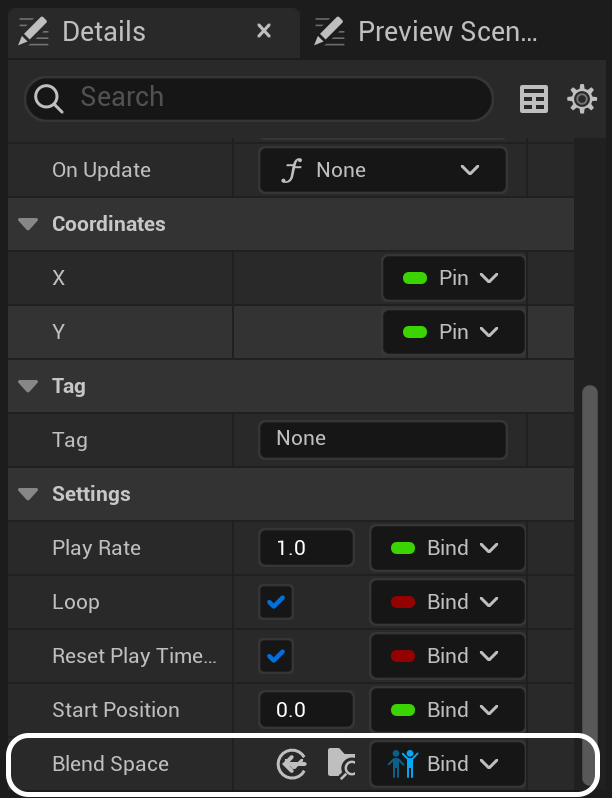 Details
Preview Scen...
Search
On Update None
Coordinates
X Pin
Y Pin
Tag
Tag None
Settings
Play Rate 1.0 Bind
Loop Bind
Reset Play Time... Bind
Start Position 0.0 Bind
Blend Space Bind